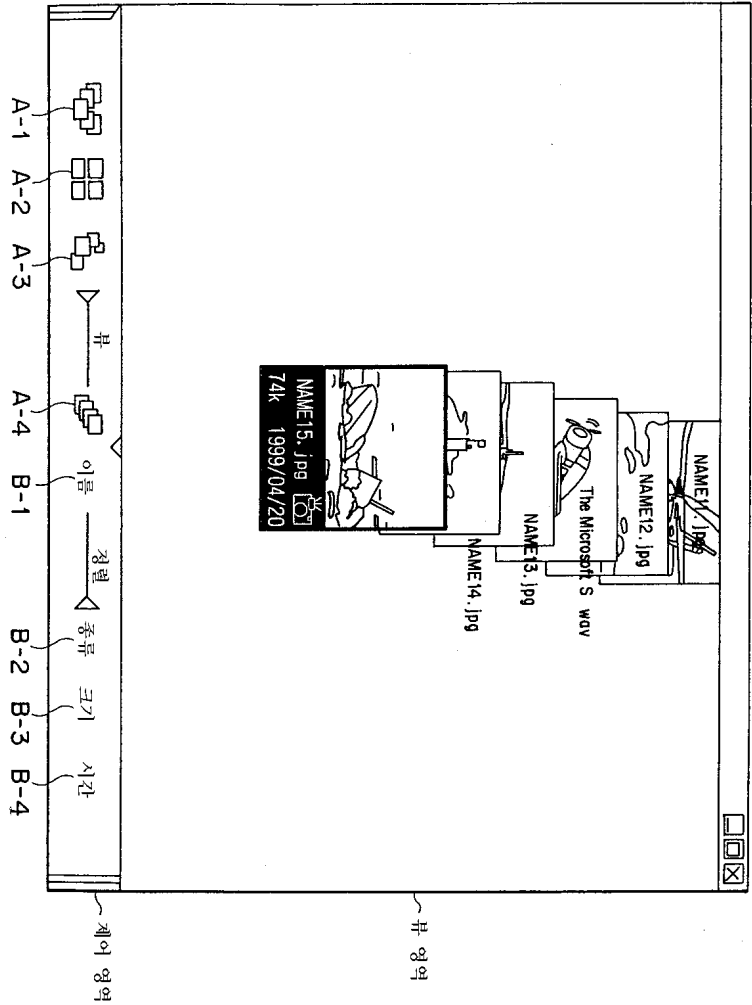 NAME11.jpg
NAME12.jpg
The Microsoft S wav
NAME13.jpg
NAME14.jpg
NAME15.jpg
74k 1999/04/20
뷰 영역
뷰
이름
정렬
종류
크기
시간
제어 영역
A-1
A-2
A-3
A-4
B-1
B-2
B-3
B-4